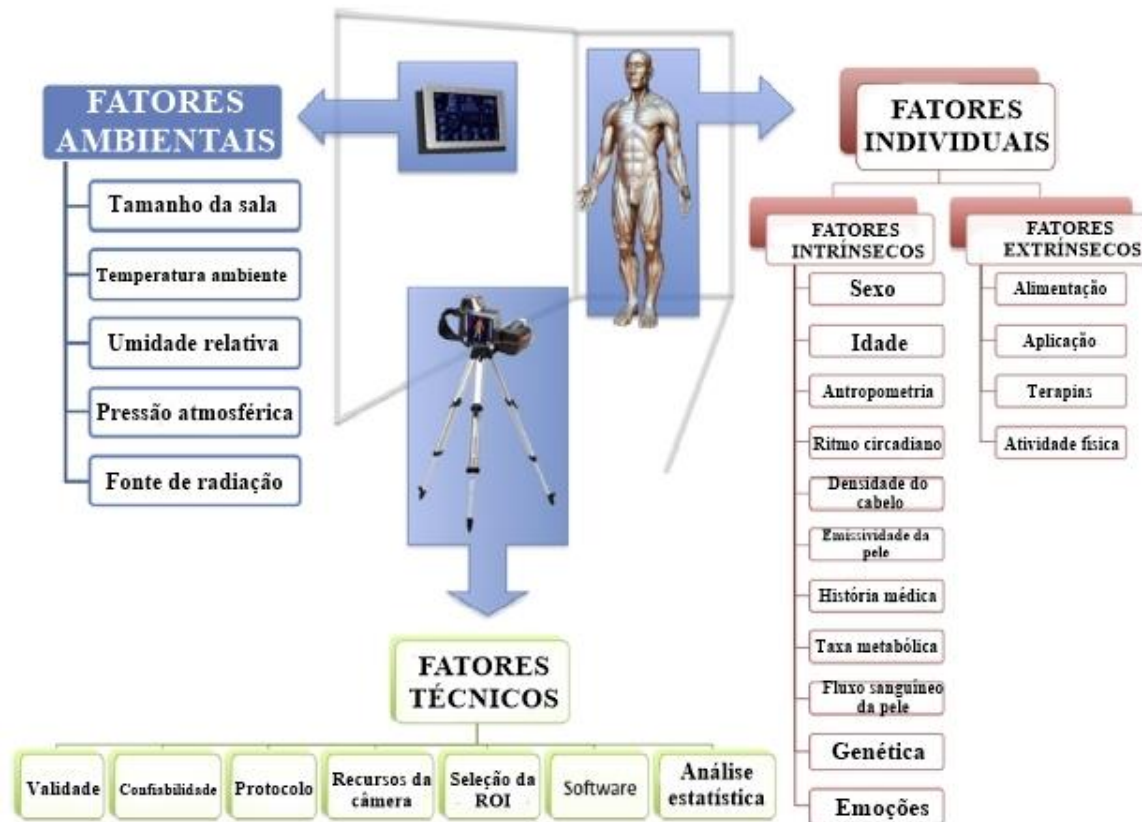 FATORES
AMBIENTAIS
Tamanho da sala
Temperatura ambiente
Umidade relativa
Pressão atmosférica
Fonte de radiação
FATORES
INDIVIDUAIS
FATORES
INTRÍNSECOS
Sexo
Idade
Antropometria
Ritmo circadiano
Densidade do
cabelo
Emissividade da
pele
História médica
Taxa metabólica
Fluxo sanguíneo
da pele
Genética
Emoções
FATORES
EXTRÍNSECOS
Alimentação
Aplicação
Terapias
Atividade física
FATORES
TÉCNICOS
Validade
Confiabilidade
Protocolo
Recursos da
câmera
Seleção da
ROI
Software
Análise
estatística